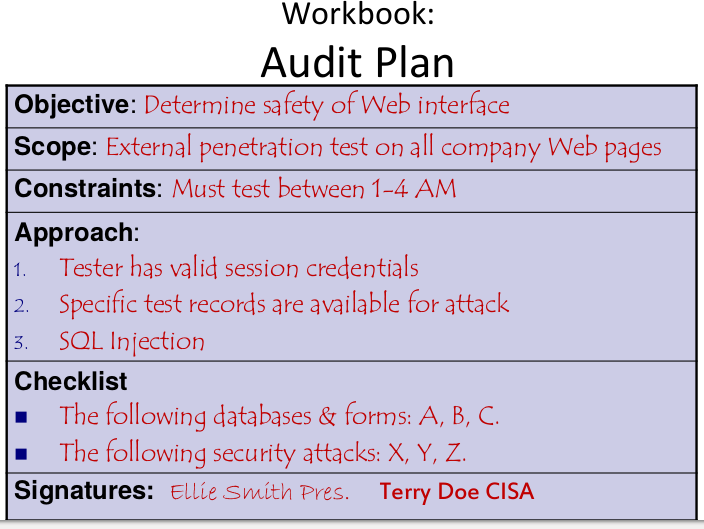 Workbook:
Audit Plan
Objective: Determine safety of Web interface
Scope: External penetration test on all company Web pages
Constraints: Must test between 1-4 AM
Approach:
1. Tester has valid session credentials
2. Specific test records are available for attack
3. SQL Injection
Checklist
■ The following databases & forms: A, B, C.
■ The following security attacks: X, Y, Z.
Signatures: Ellie Smith Pres. Terry Doe CISA